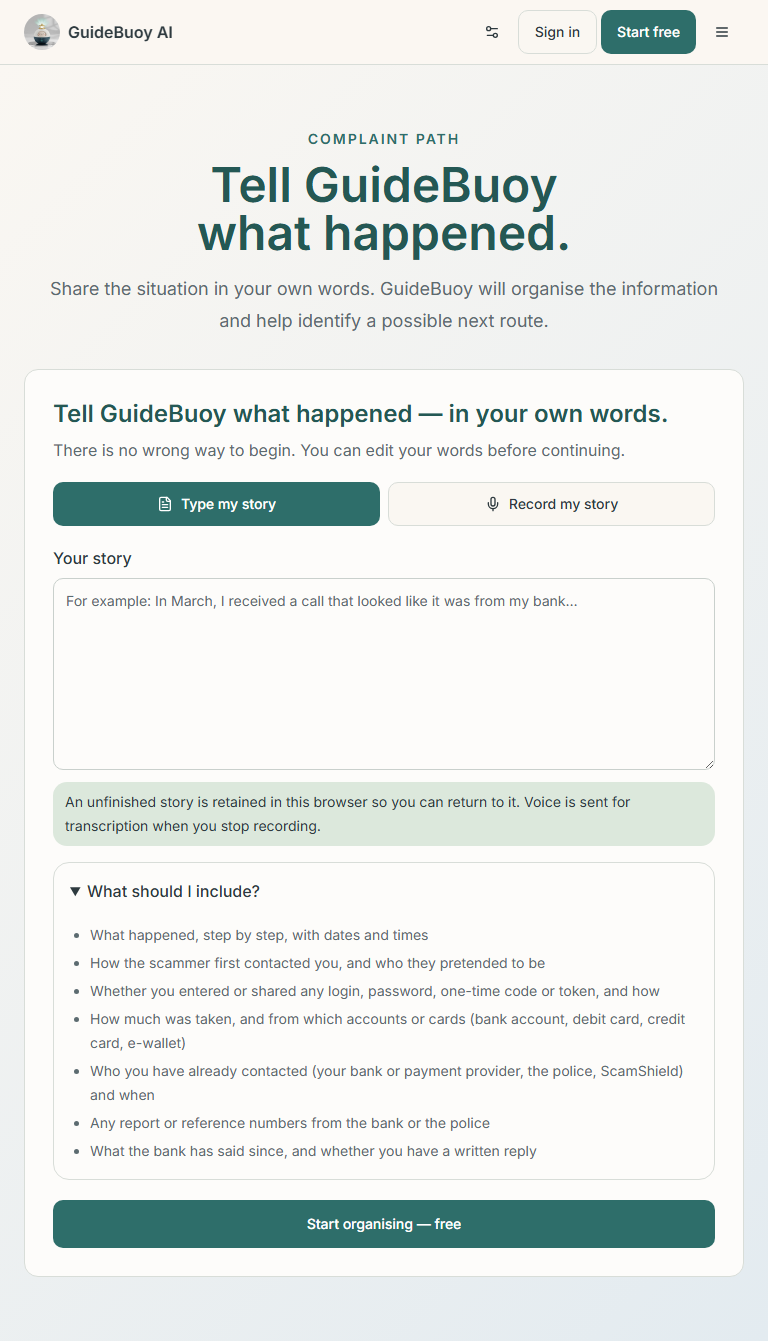 GuideBuoy AI
Sign in
Start free
COMPLAINT PATH
Tell GuideBuoy
what happened.
Share the situation in your own words. GuideBuoy will organise the information
and help identify a possible next route.
Tell GuideBuoy what happened — in your own words.
There is no wrong way to begin. You can edit your words before continuing.
Type my story
Record my story
Your story
For example: In March, I received a call that looked like it was from my bank...
An unfinished story is retained in this browser so you can return to it. Voice is sent for
transcription when you stop recording.
What should I include?
What happened, step by step, with dates and times
How the scammer first contacted you, and who they pretended to be
Whether you entered or shared any login, password, one-time code or token, and how
How much was taken, and from which accounts or cards (bank account, debit card, credit
card, e-wallet)
Who you have already contacted (your bank or payment provider, the police, ScamShield)
and when
Any report or reference numbers from the bank or the police
What the bank has said since, and whether you have a written reply
Start organising — free